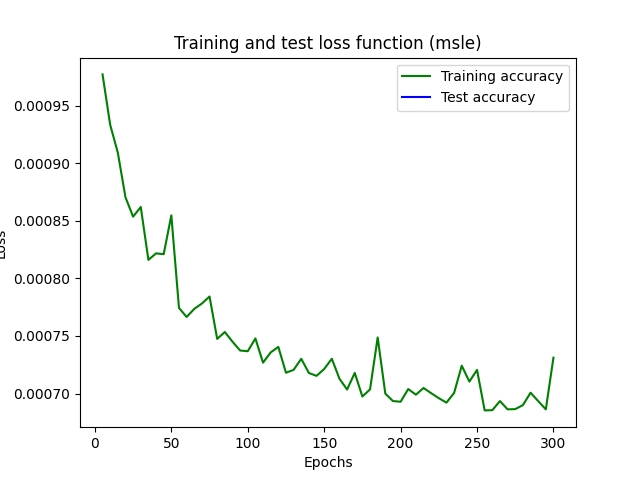 Training and test loss function (msle)
Training accuracy
Test accuracy
0.00095
0.00090
0.00085
0.00080
0.00075
0.00070
Loss
0 50 100 150 200 250 300
Epochs